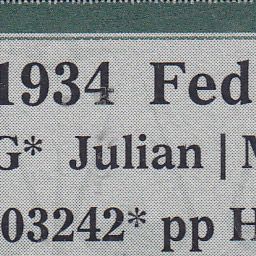 1934 Fed
G* Julian | M
03242* pp H